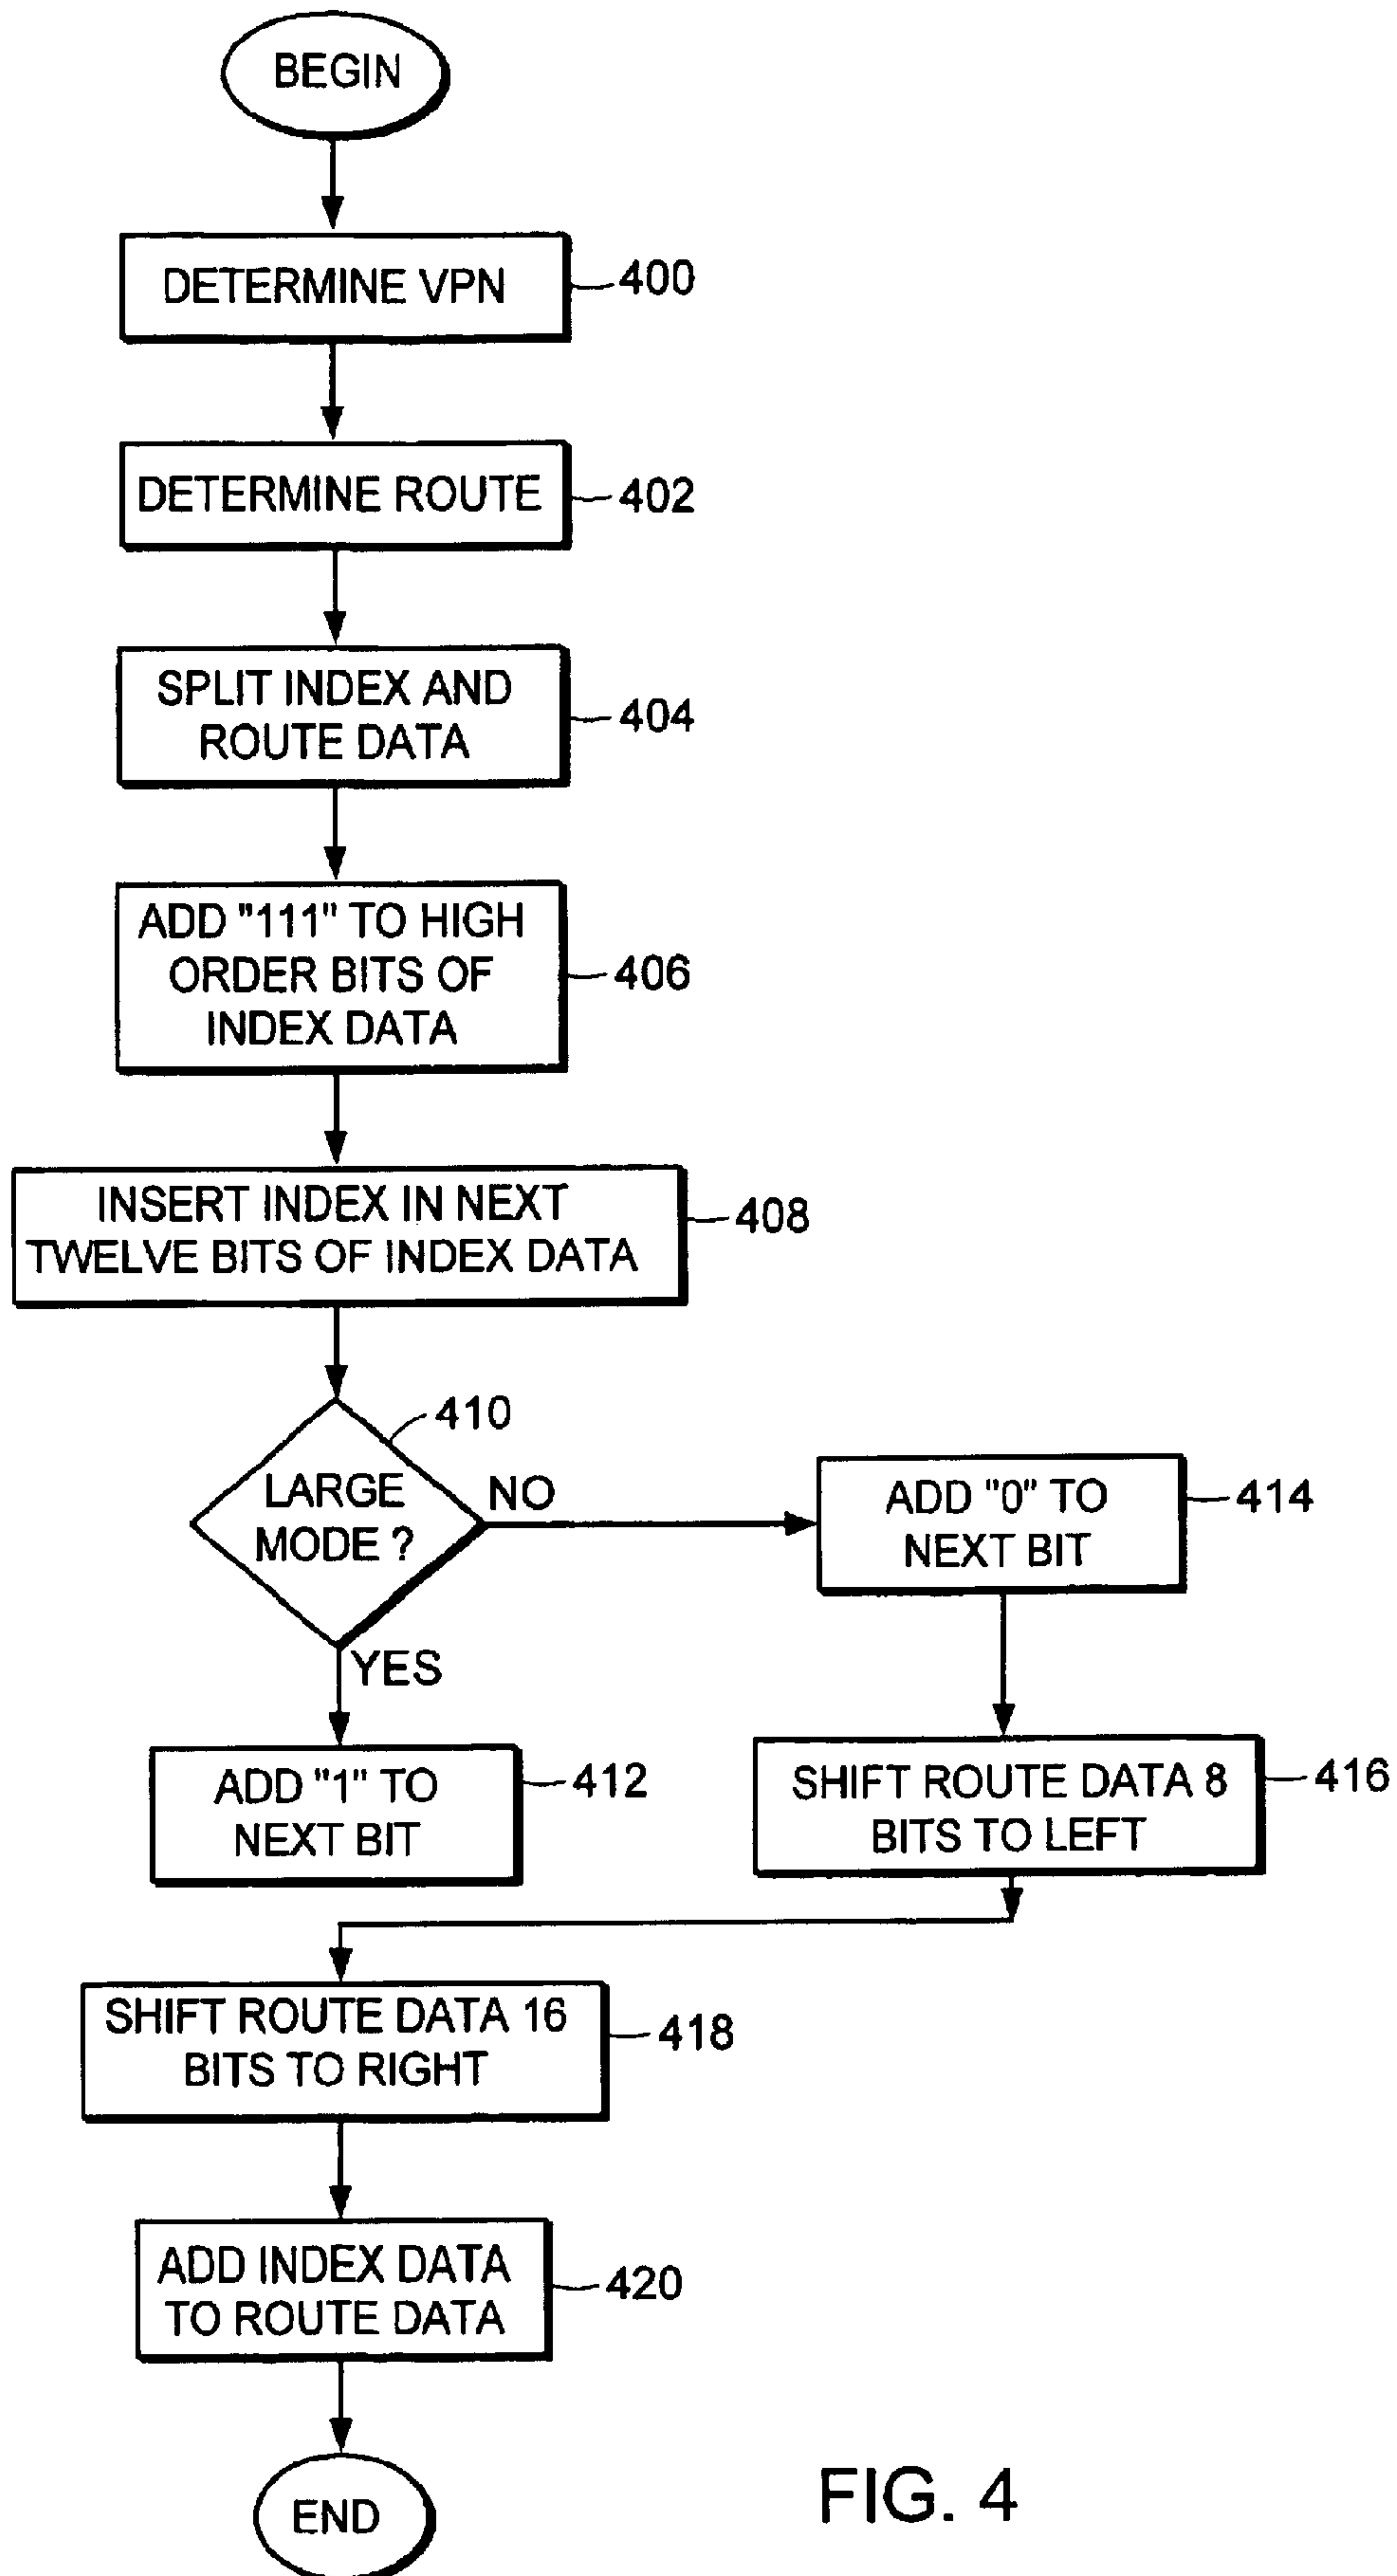 BEGIN
DETERMINE VPN
400
DETERMINE ROUTE
402
SPLIT INDEX AND
ROUTE DATA
404
ADD "111" TO HIGH
ORDER BITS OF
INDEX DATA
406
INSERT INDEX IN NEXT
TWELVE BITS OF INDEX DATA
408
410
LARGE
MODE ?
NO
YES
ADD "0" TO
NEXT BIT
414
ADD "1" TO
NEXT BIT
412
SHIFT ROUTE DATA 8
BITS TO LEFT
416
SHIFT ROUTE DATA 16
BITS TO RIGHT
418
ADD INDEX DATA
TO ROUTE DATA
420
END
FIG. 4